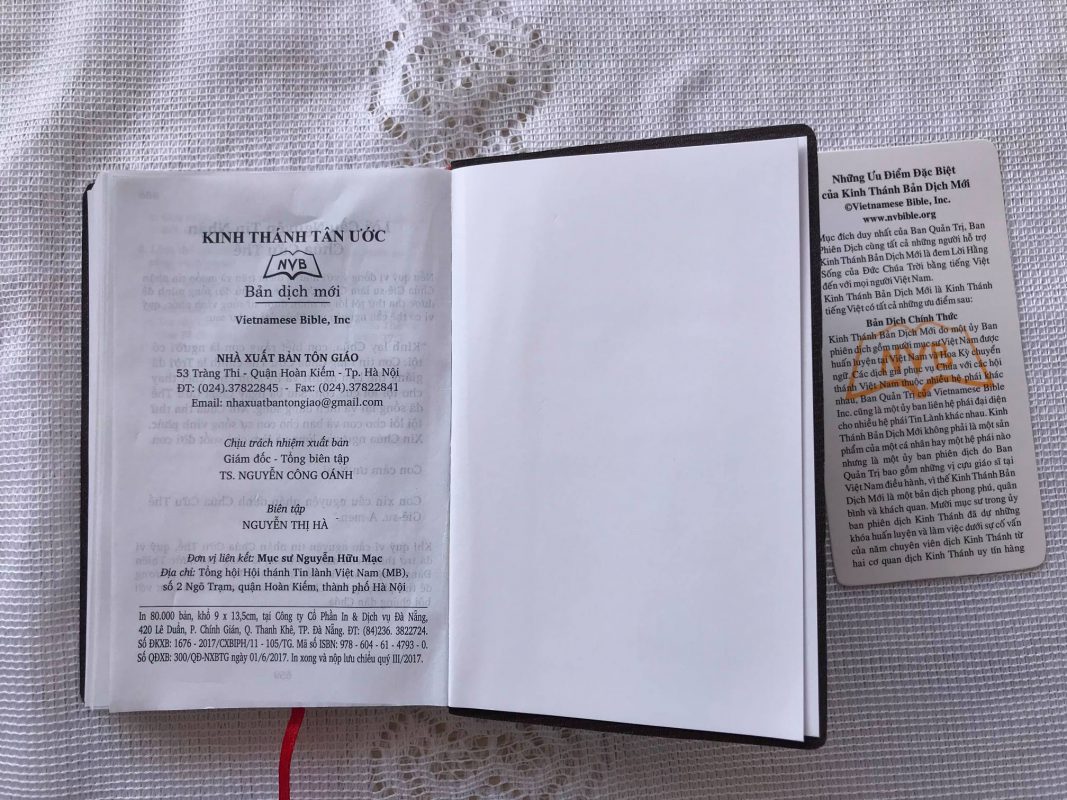 KINH THÁNH TÂN ƯỚC
NVB
Bản dịch mới
Vietnamese Bible, Inc
NHÀ XUẤT BẢN TÔN GIÁO
53 Tràng Thi - Quận Hoàn Kiếm - Tp. Hà Nội
ĐT: (024).37822845 - Fax: (024).37822841
Email: nhaxuatbantongiao@gmail.com
Chịu trách nhiệm xuất bản
Giám đốc - Tổng biên tập
TS. NGUYỄN CÔNG OÁNH
Biên tập
NGUYỄN THỊ HÀ
Đơn vị liên kết: Mục sư Nguyễn Hữu Mạc
Địa chỉ: Tổng hội Hội thánh Tin lành Việt Nam (MB),
số 2 Ngõ Trạm, quận Hoàn Kiếm, thành phố Hà Nội
In 80.000 bản, khổ 9 x 13,5cm, tại Công ty Cổ Phần In & Dịch vụ Đà Nẵng,
420 Lê Duẩn, P. Chính Gián, Q. Thanh Khê, TP. Đà Nẵng. ĐT: (84)236. 3822724.
Số ĐKXB: 1676 - 2017/CXBIPH/11 - 105/TG. Mã số ISBN: 978 - 604 - 61 - 4793 - 0.
Số QĐXB: 300/QĐ-NXBTG ngày 01/6/2017. In xong và nộp lưu chiểu quý III/2017.
Những Ưu Điểm Đặc Biệt
của Kinh Thánh Bản Dịch Mới
©Vietnamese Bible, Inc.
www.nvbible.org
Mục đích duy nhất của Ban Quản Trị, Ban
Phiên Dịch cùng tất cả những người hỗ trợ
Kinh Thánh Bản Dịch Mới là đem Lời Hằng
Sống của Đức Chúa Trời bằng tiếng Việt
đến với mọi người Việt Nam.
Kinh Thánh Bản Dịch Mới là Kinh Thánh
tiếng Việt có tất cả những ưu điểm sau:
Bản Dịch Chính Thức
Kinh Thánh Bản Dịch Mới do một ủy Ban
phiên dịch gồm mười mục sư Việt Nam được
huấn luyện tại Việt Nam và Hoa Kỳ chuyển
ngữ. Các dịch giả phục vụ Chúa với các hội
thánh Việt Nam thuộc nhiều hệ phái khác
nhau, Ban Quản Trị của Vietnamese Bible
Inc. cũng là một ủy ban liên hệ phái đại diện
cho nhiều hệ phái Tin Lành khác nhau. Kinh
Thánh Bản Dịch Mới không phải là một sản
phẩm của một cá nhân hay một hệ phái nào
nhưng là một ủy ban phiên dịch do Ban
Quản Trị bao gồm những vị cựu giáo sĩ tại
Việt Nam điều hành, vì thế Kinh Thánh Bản
Dịch Mới là một bản dịch phong phú, quân
bình và khách quan. Mười mục sư trong ủy
ban phiên dịch Kinh Thánh đã dự những
khóa huấn luyện và làm việc dưới sự cố vấn
của năm chuyên viên dịch Kinh Thánh từ
hai cơ quan dịch Kinh Thánh uy tín hàng
NVB